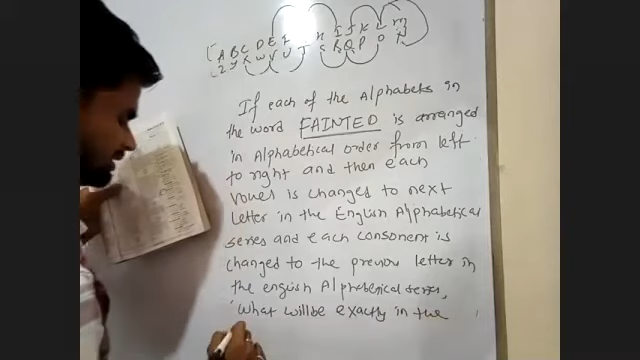 A B C D E F H I J K L M
Z Y X W V U T S R Q P O N
If each of the Alphabets in
the word FAINTED is arranged
in Alphabetical order from left
to right and then each
vowel is changed to next
letter in the English Alphabetical
series and each consonent is
changed to the previou letter in
the english Alphabetical series,
what will be exactly in the